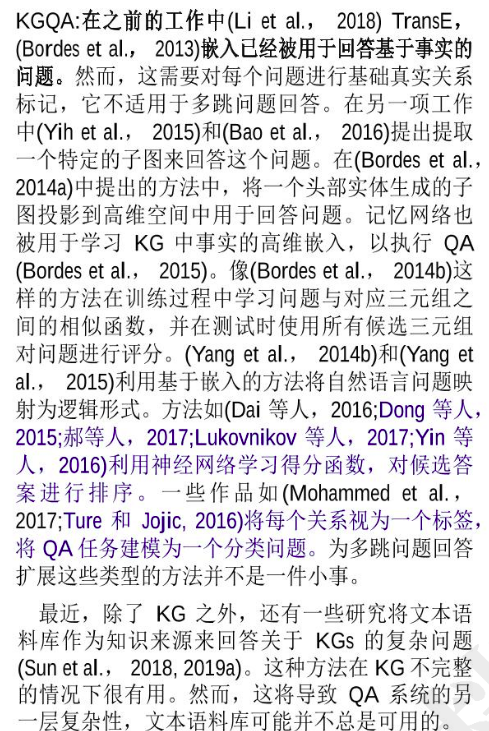 KGQA:在之前的工作中(Li et al.， 2018) TransE，
(Bordes et al.， 2013)嵌入已经被用于回答基于事实的
问题。然而，这需要对每个问题进行基础真实关系
标记，它不适用于多跳问题回答。在另一项工作
中(Yih et al.， 2015)和(Bao et al.， 2016)提出提取
一个特定的子图来回答这个问题。在(Bordes et al.，
2014a)中提出的方法中，将一个头部实体生成的子
图投影到高维空间中用于回答问题。记忆网络也
被用于学习 KG 中事实的高维嵌入，以执行 QA
(Bordes et al.， 2015)。像(Bordes et al.， 2014b)这
样的方法在训练过程中学习问题与对应三元组之
间的相似函数，并在测试时使用所有候选三元组
对问题进行评分。(Yang et al.， 2014b)和(Yang et
al.， 2015)利用基于嵌入的方法将自然语言问题映
射为逻辑形式。方法如(Dai 等人，2016;Dong 等人，
2015;郝等人，2017;Lukovnikov 等人，2017;Yin 等
人，2016)利用神经网络学习得分函数，对候选答
案进行排序。一些作品如(Mohammed et al.，
2017;Ture 和 Jojic, 2016)将每个关系视为一个标签，
将 QA 任务建模为一个分类问题。为多跳问题回答
扩展这些类型的方法并不是一件小事。
最近，除了 KG 之外，还有一些研究将文本语
料库作为知识来源来回答关于 KGs 的复杂问题
(Sun et al.， 2018, 2019a)。这种方法在 KG 不完整
的情况下很有用。然而，这将导致 QA 系统的另
一层复杂性，文本语料库可能并不总是可用的。